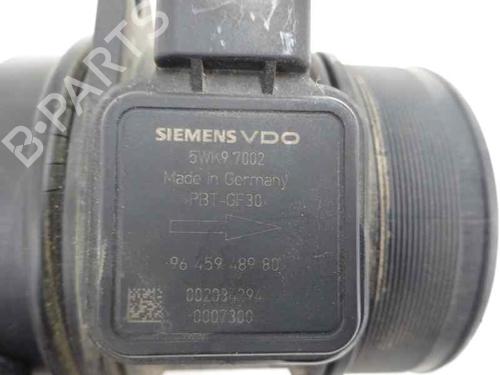 B-PARTS
SIEMENS VDO
5WK9 7002
Made in Germany
›PBT-GF30‹
96 459 489 80
002034294
0007300